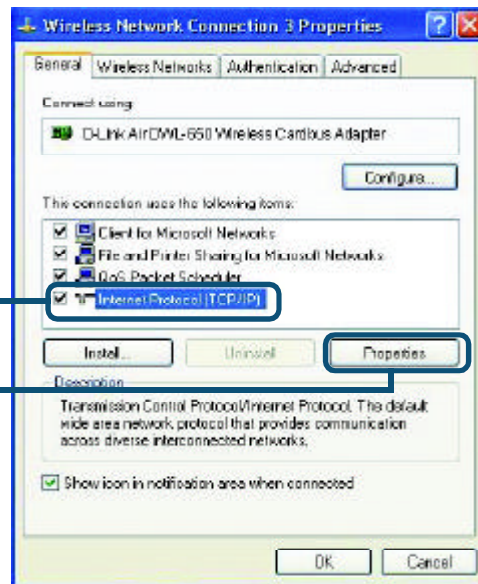 Wireless Network Connection 3 Properties
General Wireless Networks Authentication Advanced
Connect using:
D-Link Air DWL-650 Wireless Cardbus Adapter
Configure...
This connection uses the following items:
Client for Microsoft Networks
File and Printer Sharing for Microsoft Networks
QoS Packet Scheduler
Internet Protocol (TCP/IP)
Install... Uninstall Properties
Description
Transmission Control Protocol/Internet Protocol. The default
wide area network protocol that provides communication
across diverse interconnected networks.
Show icon in notification area when connected
OK Cancel